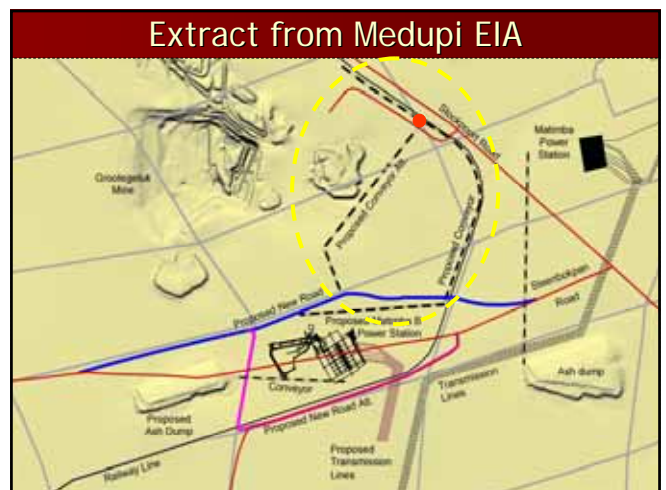 Extract from Medupi EIA
Stockpoort Road
Matimba
Power
Station
Grootegeluk
Mine
Proposed Conveyor Alt.
Proposed Conveyor
Steenbokpan
Road
Proposed New Road
Proposed Matimba B
Power Station
Conveyor
Ash dump
Transmission
Lines
Proposed
Ash Dump
Proposed New Road Alt.
Proposed
Transmission
Lines
Railway Line